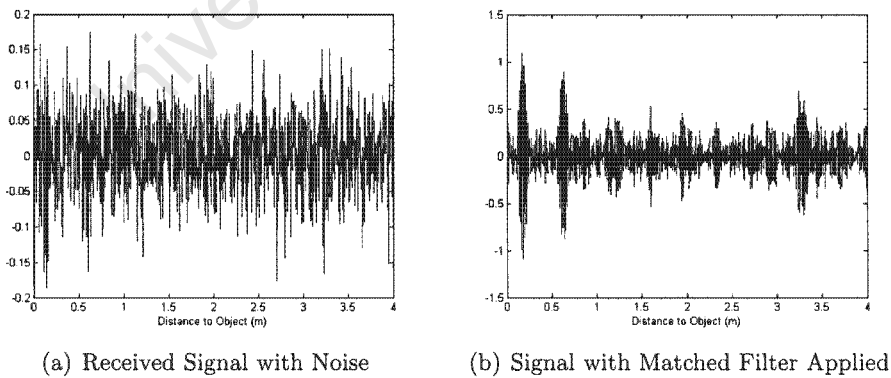 0.2
0.15
0.1
0.05
0
-0.05
-0.1
-0.15
-0.2
0 0.5 1 1.5 2 2.5 3 3.5 4
Distance to Object (m)
(a) Received Signal with Noise
1.5
1
0.5
0
-0.5
-1
-1.5
0 0.5 1 1.5 2 2.5 3 3.5 4
Distance to Object (m)
(b) Signal with Matched Filter Applied